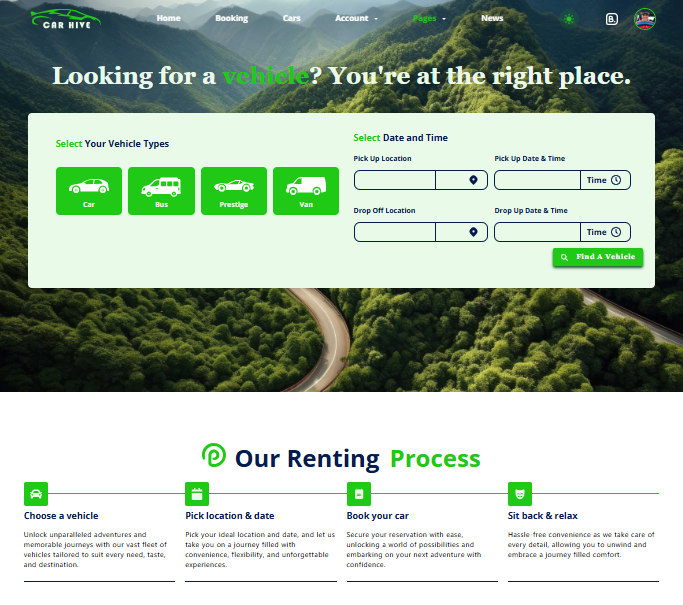 CAR HIVE
Home Booking Cars Account Pages News
B.
Looking for a vehicle? You're at the right place.
Select Your Vehicle Types
Car Bus Prestige Van
Select Date and Time
Pick Up Location Pick Up Date & Time
Time
Drop Off Location Drop Up Date & Time
Time
Find A Vehicle
Our Renting Process
Choose a vehicle
Unlock unparalleled adventures and
memorable journeys with our vast fleet of
vehicles tailored to suit every need, taste,
and destination.
Pick location & date
Pick your ideal location and date, and let us
take you on a journey filled with
convenience, flexibility, and unforgettable
experiences.
Book your car
Secure your reservation with ease,
unlocking a world of possibilities and
embarking on your next adventure with
confidence.
Sit back & relax
Hassle-free convenience as we take care of
every detail, allowing you to unwind and
embrace a journey filled comfort.